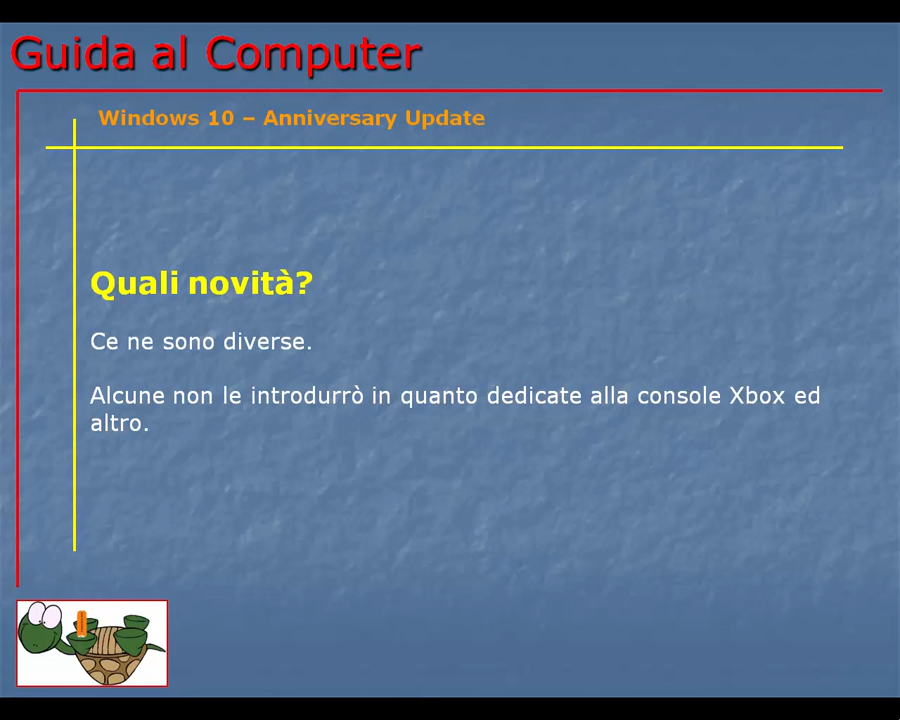 Guida al Computer
Windows 10 – Anniversary Update
Quali novità?
Ce ne sono diverse.
Alcune non le introdurrò in quanto dedicate alla console Xbox ed
altro.